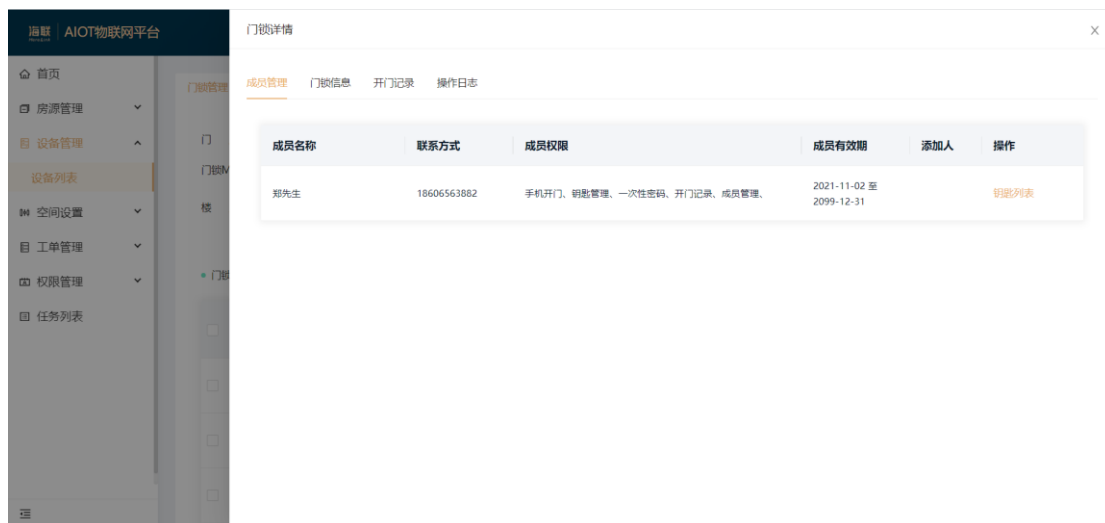 海联 AIOT物联网平台
门锁详情
首页
房源管理
设备管理
设备列表
空间设置
工单管理
权限管理
任务列表
门锁管理
门
门锁M
楼
门锁
成员管理 门锁信息 开门记录 操作日志
成员名称 联系方式 成员权限 成员有效期 添加人 操作
郑先生 18606563882 手机开门、钥匙管理、一次性密码、开门记录、成员管理、 2021-11-02 至
2099-12-31 钥匙列表